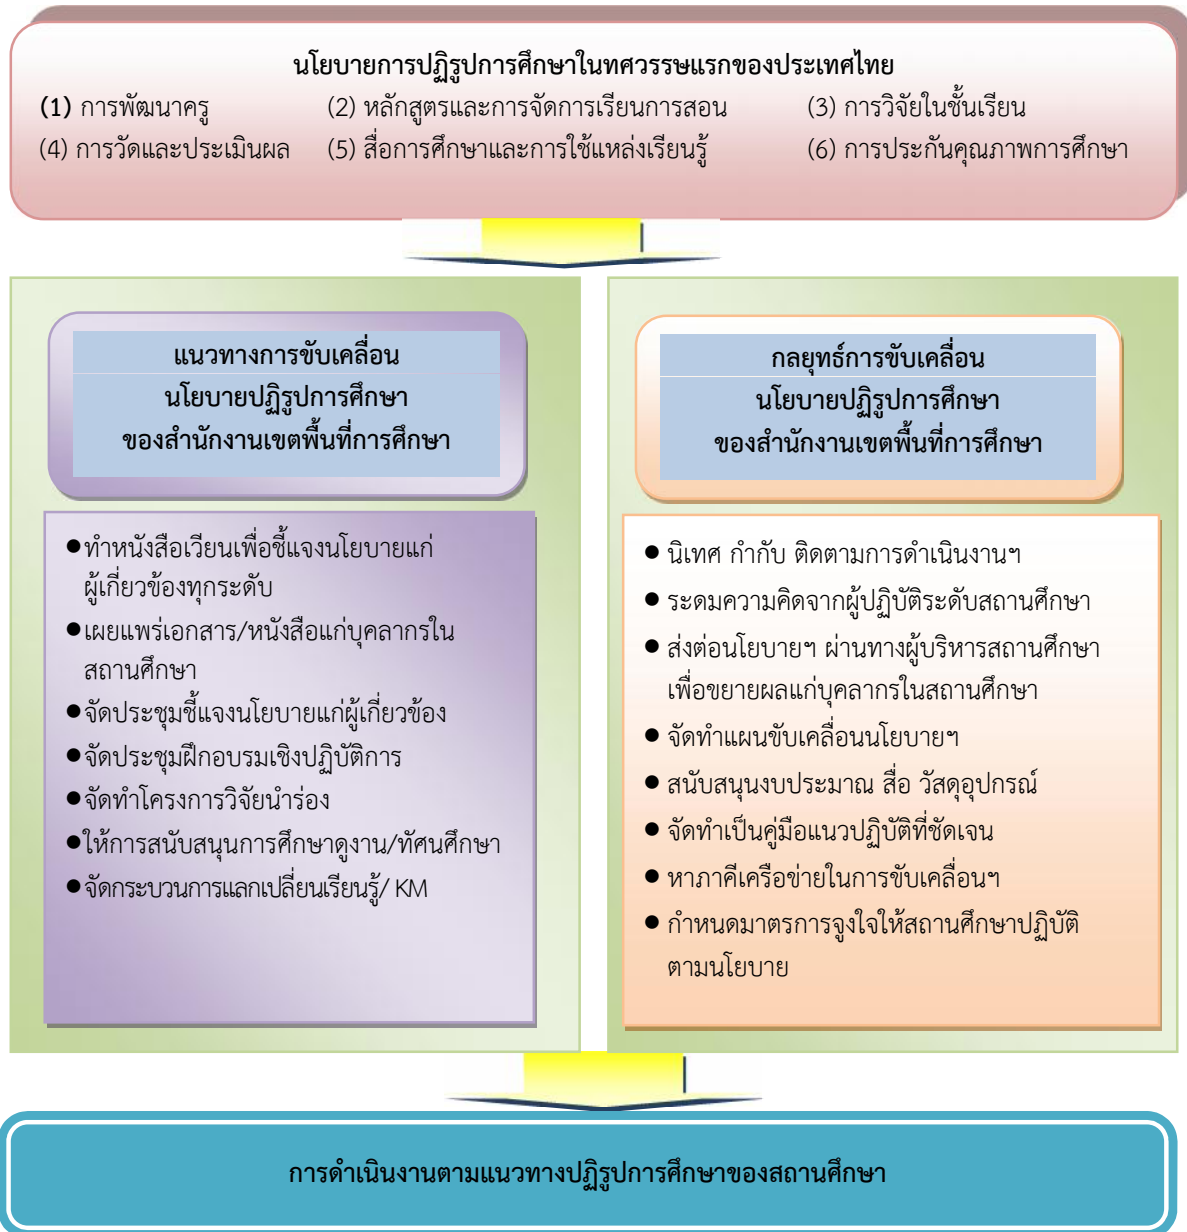 นโยบายการปฏิรูปการศึกษาในทศวรรษแรกของประเทศไทย
(1) การพัฒนาครู (2) หลักสูตรและการจัดการเรียนการสอน (3) การวิจัยในชั้นเรียน
(4) การวัดและประเมินผล (5) สื่อการศึกษาและการใช้แหล่งเรียนรู้ (6) การประกันคุณภาพการศึกษา
แนวทางการขับเคลื่อน
นโยบายปฏิรูปการศึกษา
ของสำนักงานเขตพื้นที่การศึกษา
●ทำหนังสือเวียนเพื่อชี้แจงนโยบายแก่
ผู้เกี่ยวข้องทุกระดับ
●เผยแพร่เอกสาร/หนังสือแก่บุคลากรใน
สถานศึกษา
●จัดประชุมชี้แจงนโยบายแก่ผู้เกี่ยวข้อง
●จัดประชุมฝึกอบรมเชิงปฏิบัติการ
●จัดทำโครงการวิจัยนำร่อง
●ให้การสนับสนุนการศึกษาดูงาน/ทัศนศึกษา
●จัดกระบวนการแลกเปลี่ยนเรียนรู้/ KM
กลยุทธ์การขับเคลื่อน
นโยบายปฏิรูปการศึกษา
ของสำนักงานเขตพื้นที่การศึกษา
● นิเทศ กำกับ ติดตามการดำเนินงานฯ
● ระดมความคิดจากผู้ปฏิบัติระดับสถานศึกษา
● ส่งต่อนโยบายฯ ผ่านทางผู้บริหารสถานศึกษา
เพื่อขยายผลแก่บุคลากรในสถานศึกษา
● จัดทำแผนขับเคลื่อนนโยบายฯ
● สนับสนุนงบประมาณ สื่อ วัสดุอุปกรณ์
● จัดทำเป็นคู่มือแนวปฏิบัติที่ชัดเจน
● หาภาคีเครือข่ายในการขับเคลื่อนฯ
● กำหนดมาตรการจูงใจให้สถานศึกษาปฏิบัติ
ตามนโยบาย
การดำเนินงานตามแนวทางปฏิรูปการศึกษาของสถานศึกษา